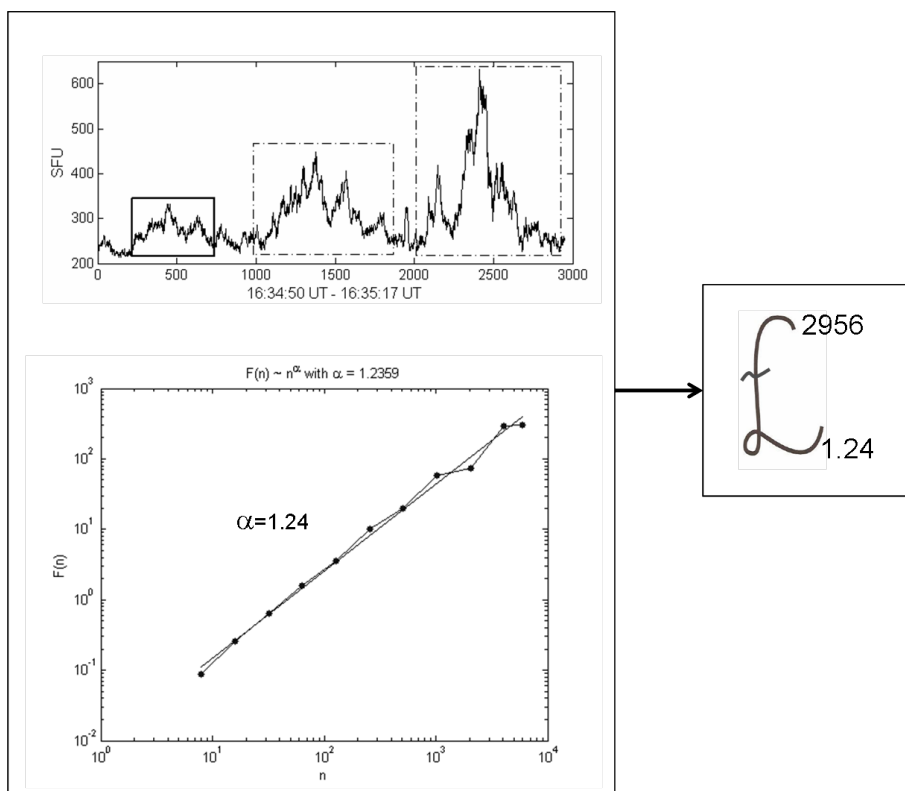 600
500
400
300
200
SFU
0 500 1000 1500 2000 2500 3000
16:34:50 UT - 16:35:17 UT
F(n) ~ n^α with α = 1.2359
10^3
10^2
10^1
10^0
10^-1
10^-2
F(n)
α=1.24
10^0 10^1 10^2 10^3 10^4
n
£ 2956
1.24